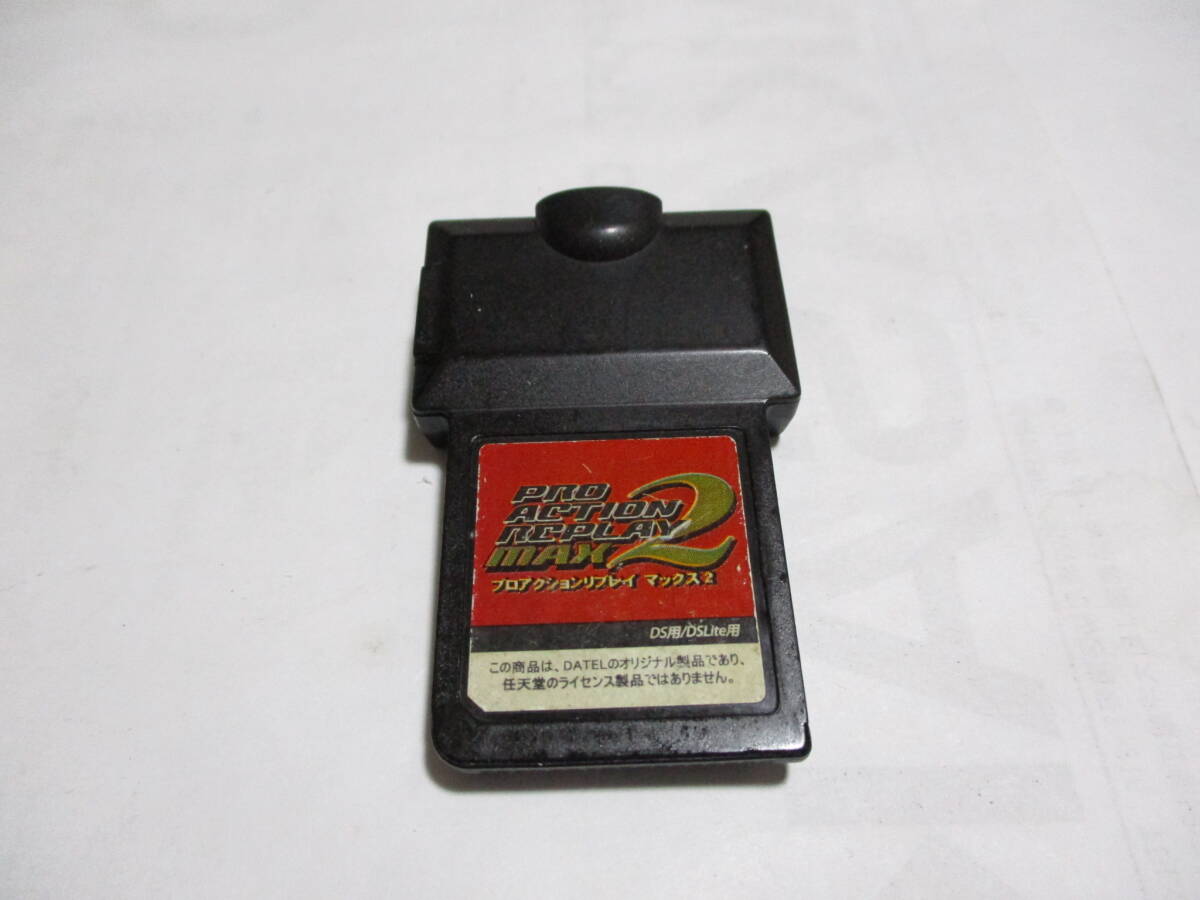 PRO
ACTION
REPLAY
MAX 2
プロアクションリプレイ マックス2
DS用/DSLite用
この商品は、DATELのオリジナル製品であり、
任天堂のライセンス製品ではありません。